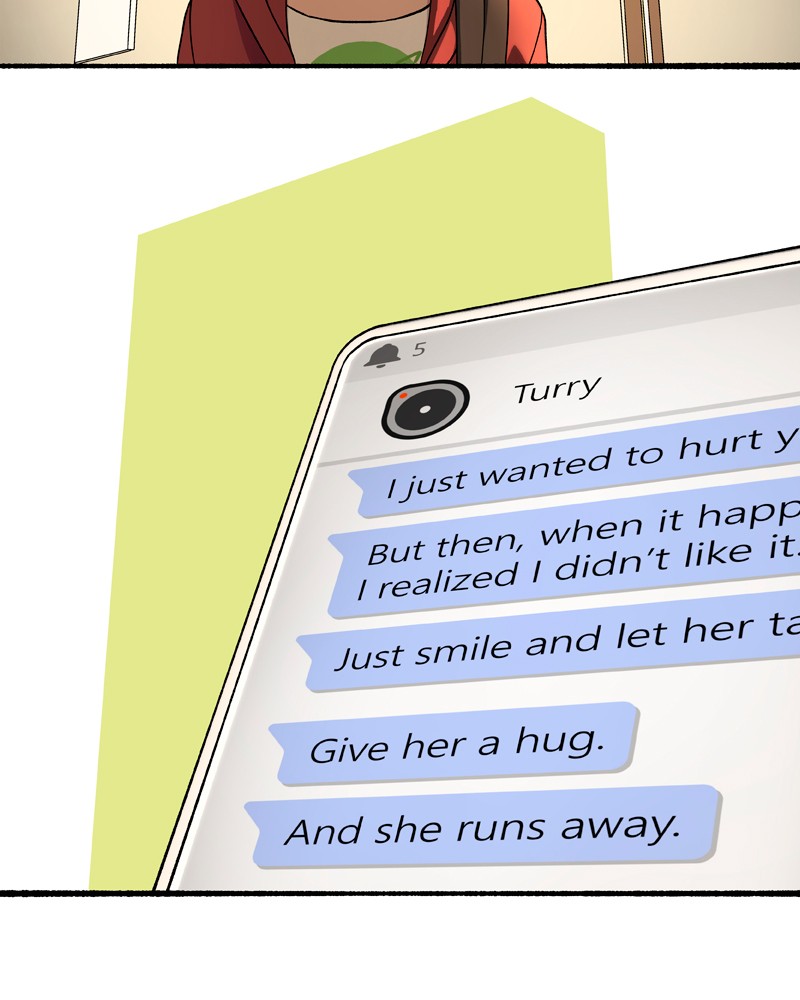 5
Turry
I just wanted to hurt y
But then, when it happ
I realized I didn't like it.
Just smile and let her ta
Give her a hug.
And she runs away.